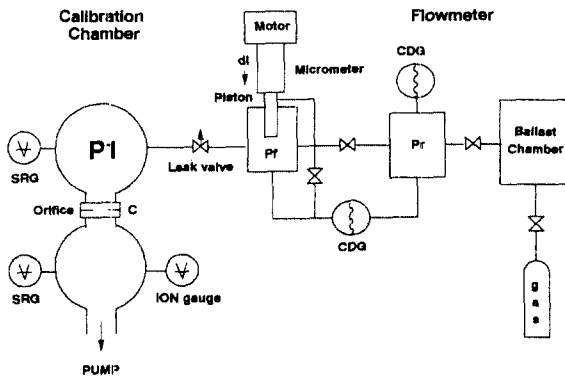 Calibration
Chamber
Flowmeter
Motor
dl
Micrometer
Piston
CDG
P1
SRG
Leak valve
Pf
Pr
Ballast
Chamber
Orifice
C
CDG
SRG
ION gauge
gas
PUMP